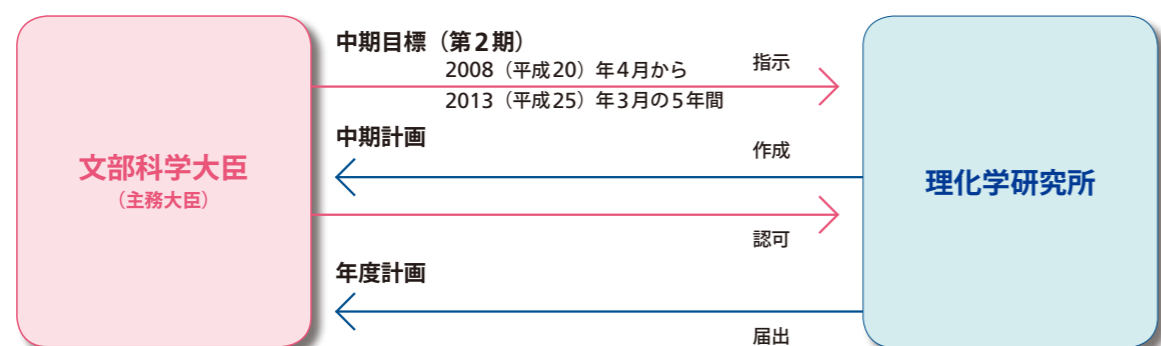 中期目標（第2期）
2008（平成20）年4月から
指示
2013（平成25）年3月の5年間
中期計画
作成
文部科学大臣
（主務大臣）
理化学研究所
認可
年度計画
届出